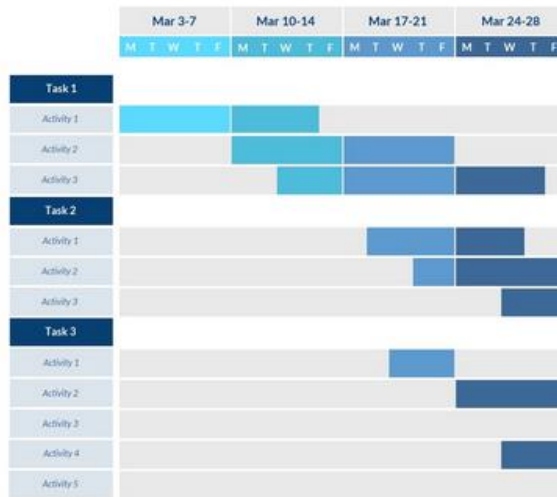 Mar 3-7 Mar 10-14 Mar 17-21 Mar 24-28
M T W T F M T W T F M T W T F M T W T F
Task 1
Activity 1
Activity 2
Activity 3
Task 2
Activity 1
Activity 2
Activity 3
Task 3
Activity 1
Activity 2
Activity 3
Activity 4
Activity 5